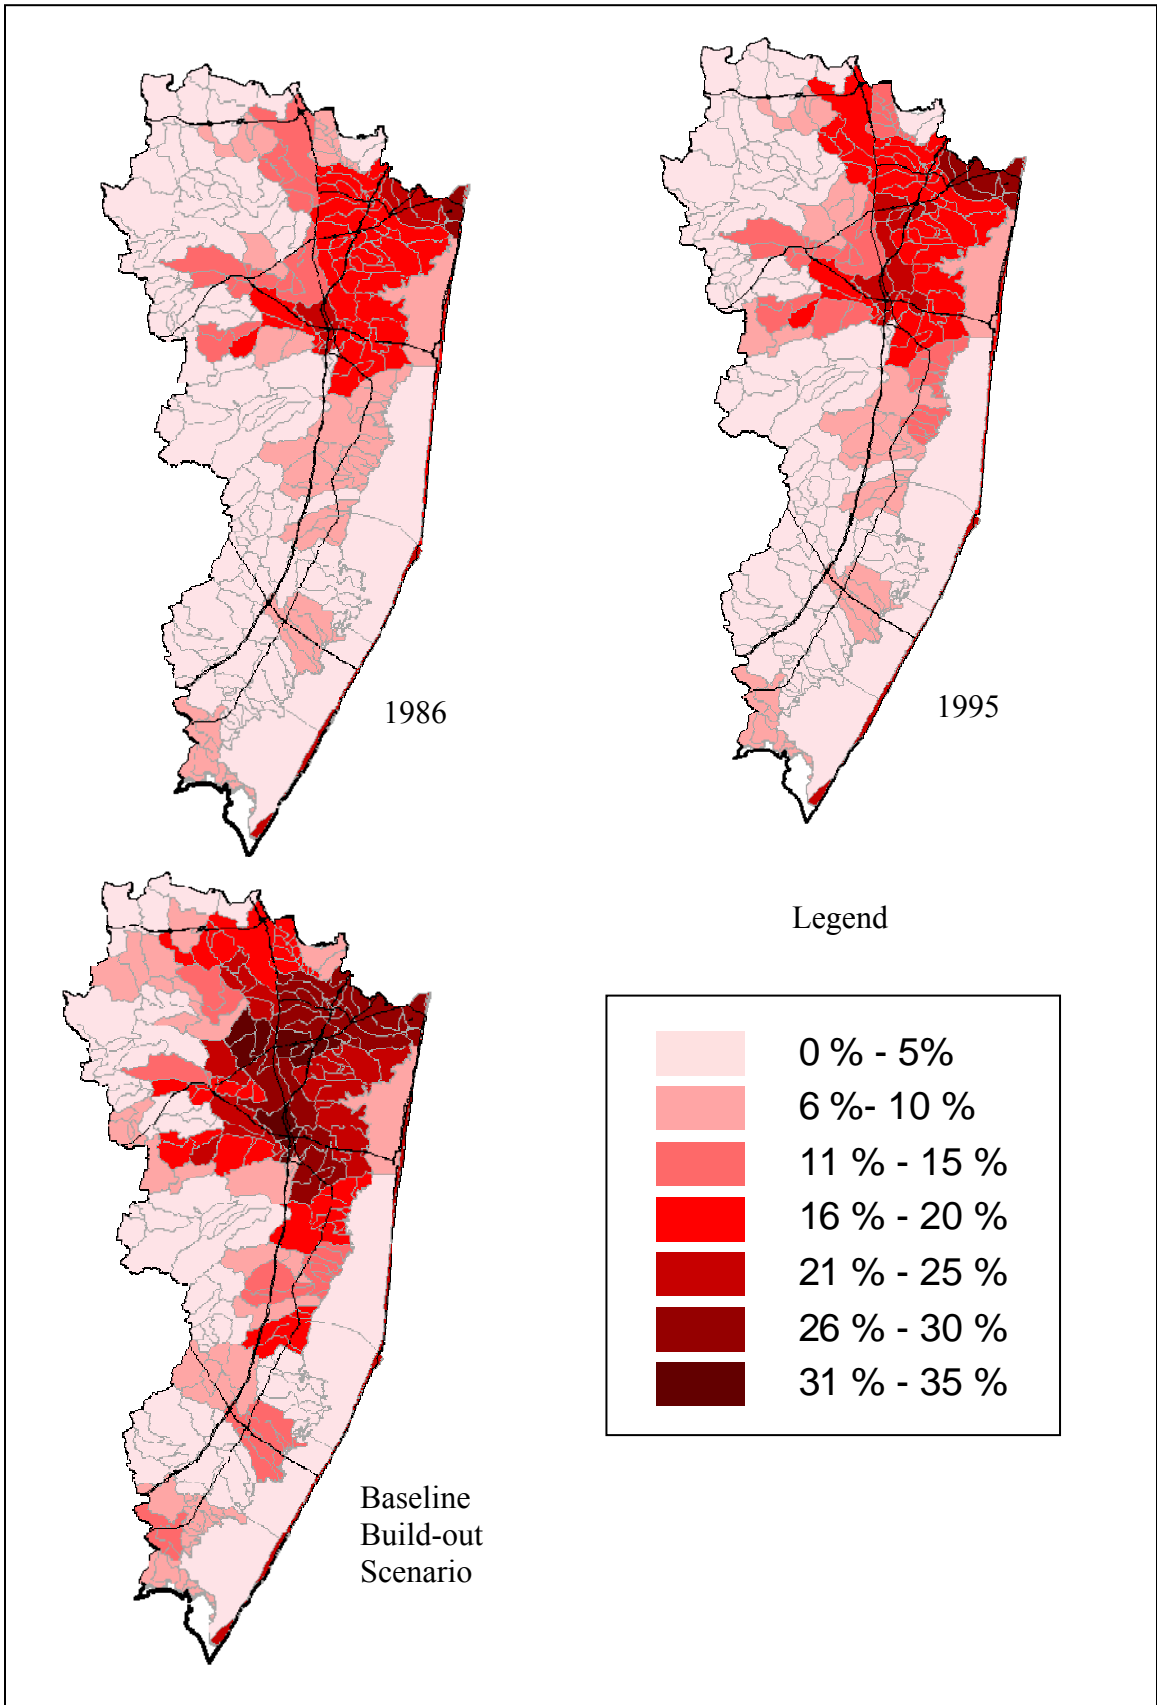 1986
1995
Legend
0 % - 5%
6 %- 10 %
11 % - 15 %
16 % - 20 %
21 % - 25 %
26 % - 30 %
31 % - 35 %
Baseline
Build-out
Scenario